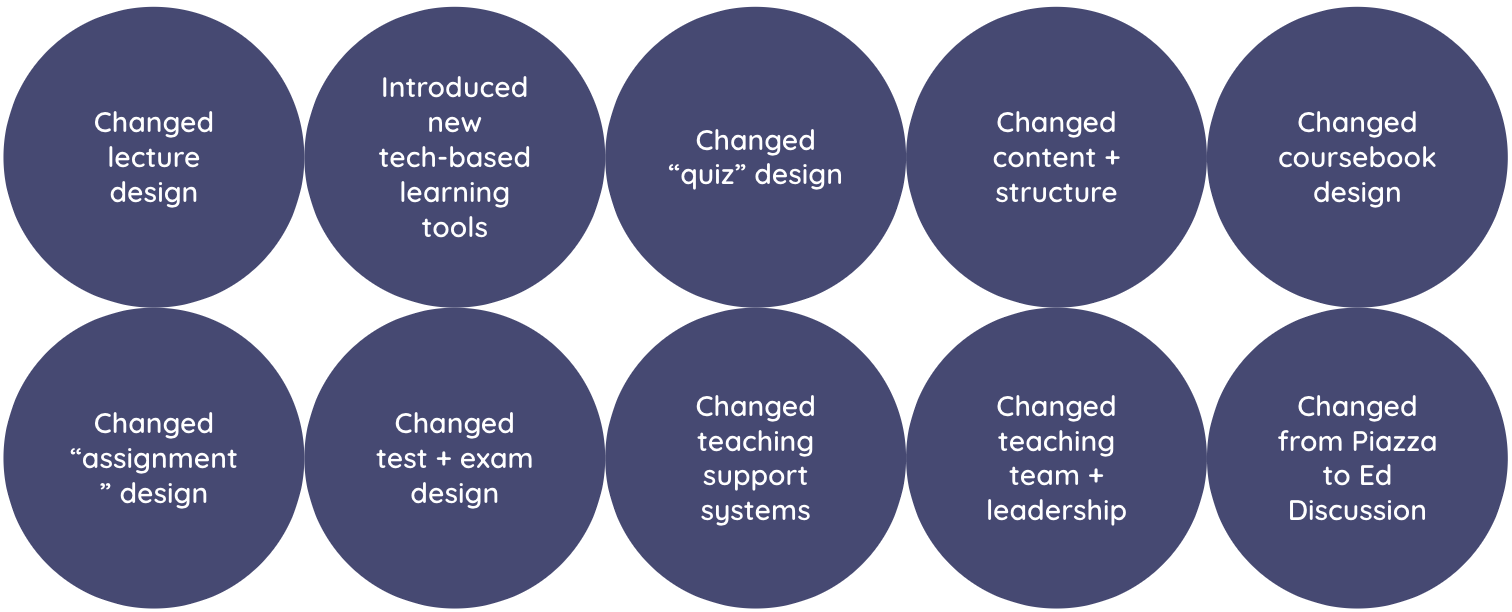 Changed
lecture
design
Introduced
new
tech-based
learning
tools
Changed
“quiz” design
Changed
content +
structure
Changed
coursebook
design
Changed
“assignment
” design
Changed
test + exam
design
Changed
teaching
support
systems
Changed
teaching
team +
leadership
Changed
from Piazza
to Ed
Discussion